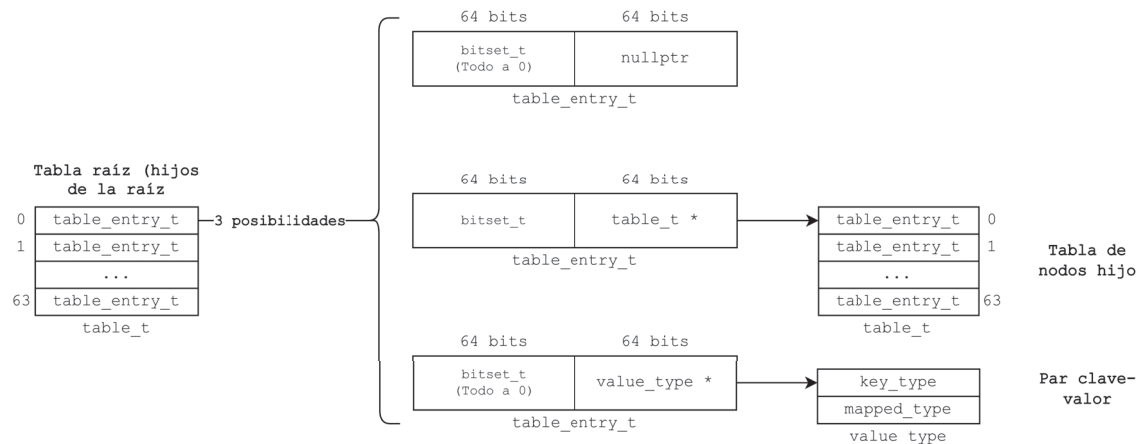 64 bits 64 bits
bitset_t
(Todo a 0)
nullptr
table_entry_t
Tabla raíz (hijos
de la raíz
0 table_entry_t
1 table_entry_t
...
63 table_entry_t
table_t
3 posibilidades
64 bits 64 bits
bitset_t table_t *
table_entry_t
table_entry_t 0
table_entry_t 1
...
table_entry_t 63
table_t
Tabla de
nodos hijo
64 bits 64 bits
bitset_t
(Todo a 0)
value_type *
table_entry_t
key_type
mapped_type
value type
Par clave-
valor